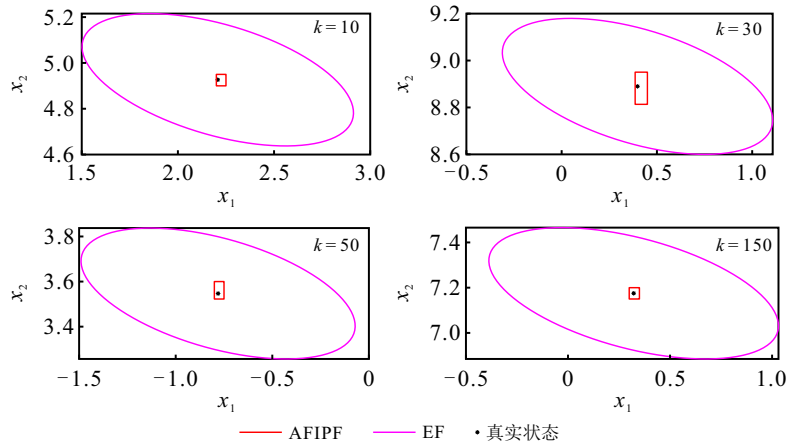 5.2
5.0
4.8
4.6
x₂
k = 10
1.5 2.0 2.5 3.0
x₁
9.2
9.0
8.8
8.6
x₂
k = 30
−0.5 0 0.5 1.0
x₁
3.8
3.6
3.4
x₂
k = 50
−1.5 −1.0 −0.5 0
x₁
7.4
7.2
7.0
x₂
k = 150
−0.5 0 0.5 1.0
x₁
AFIPF EF 真实状态